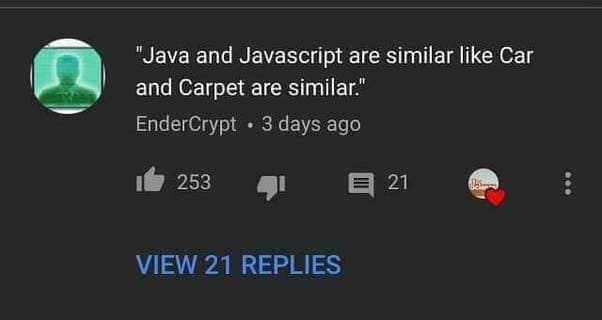 "Java and Javascript are similar like Car
and Carpet are similar."
EnderCrypt • 3 days ago
253
21
VIEW 21 REPLIES